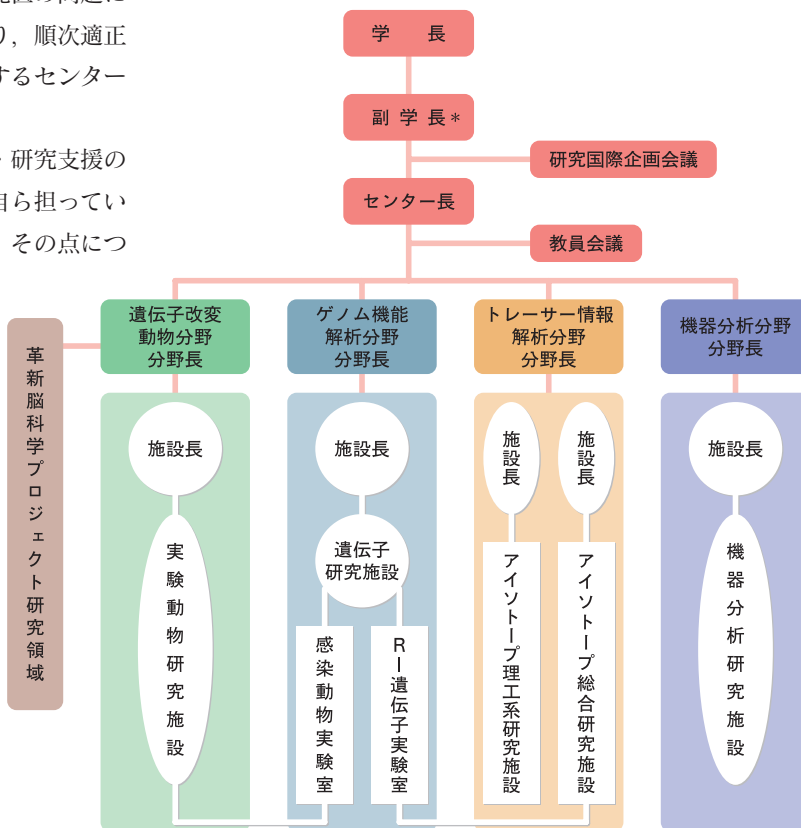 り，順次適正
するセンター
研究支援の
自ら担ってい
その点につ
学　長
副学長＊
研究国際企画会議
センター長
教員会議
革新脳科学プロジェクト研究領域
遺伝子改変
動物分野
分野長
ゲノム機能
解析分野
分野長
トレーサー情報
解析分野
分野長
機器分析分野
分野長
施設長
実験動物研究施設
施設長
遺伝子
研究施設
感染動物実験室
RI遺伝子実験室
施設長
施設長
アイソトープ理工系研究施設
アイソトープ総合研究施設
施設長
機器分析研究施設